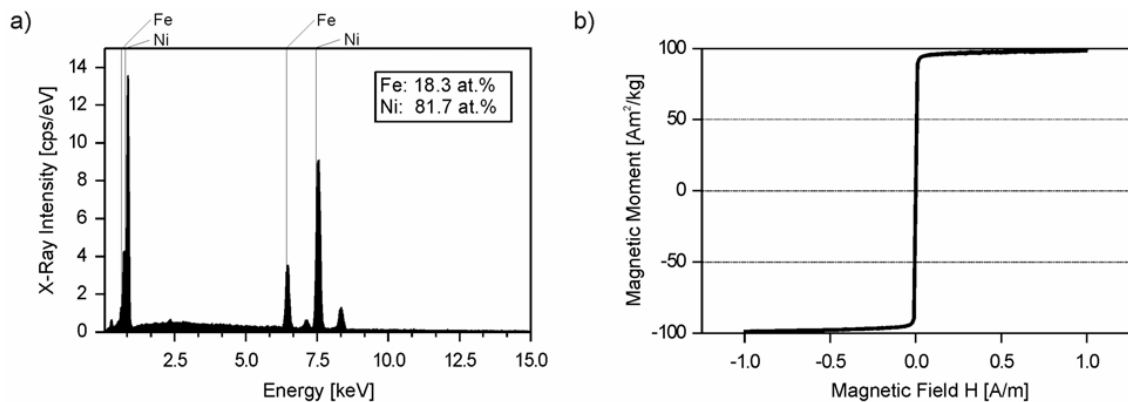 a)
Fe
Ni
Fe
Ni
X-Ray Intensity [cps/eV]
14
12
10
8
6
4
2
0
Fe: 18.3 at.%
Ni: 81.7 at.%
2.5
5.0
7.5
10.0
12.5
15.0
Energy [keV]
b)
Magnetic Moment [Am²/kg]
100
50
0
-50
-100
-1.0
-0.5
0.0
0.5
1.0
Magnetic Field H [A/m]